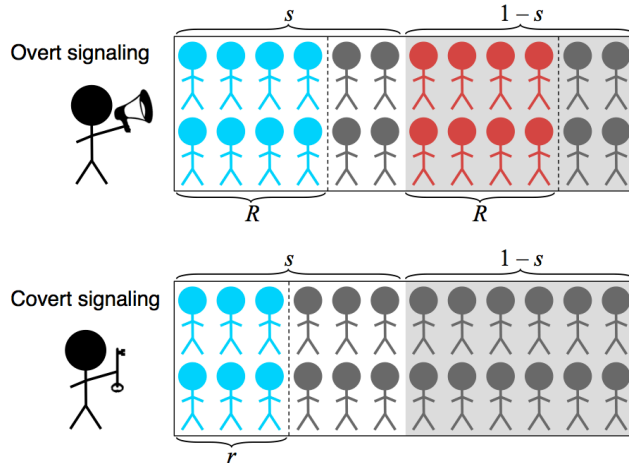 s 1 − s
Overt signaling
R R
s 1 − s
Covert signaling
r